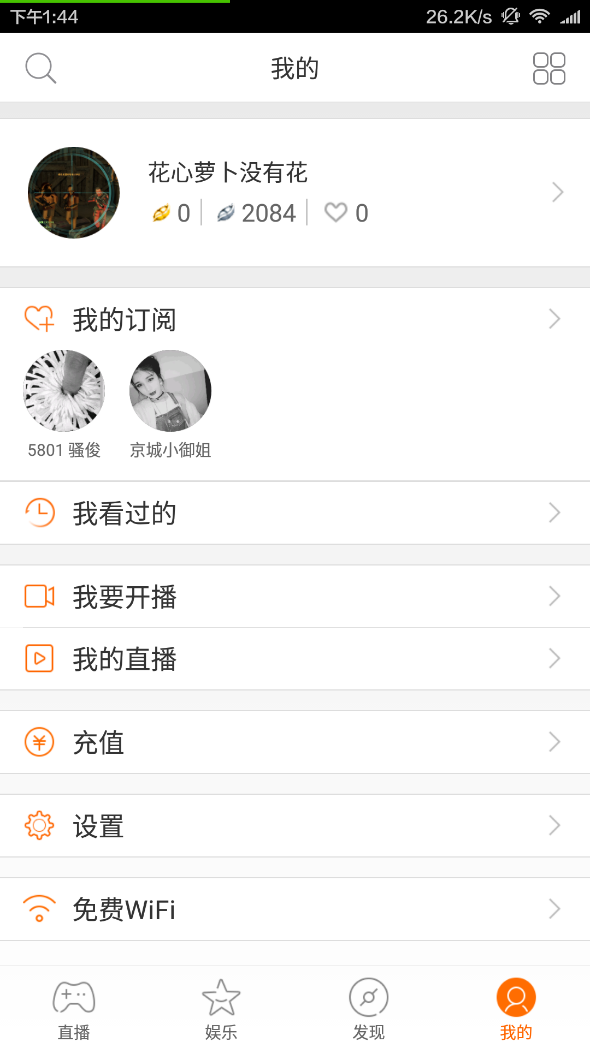 下午1:44
26.2K/s
我的
花心萝卜没有花
0
2084
0
我的订阅
5801 骚俊
京城小御姐
我看过的
我要开播
我的直播
充值
设置
免费WiFi
直播
娱乐
发现
我的